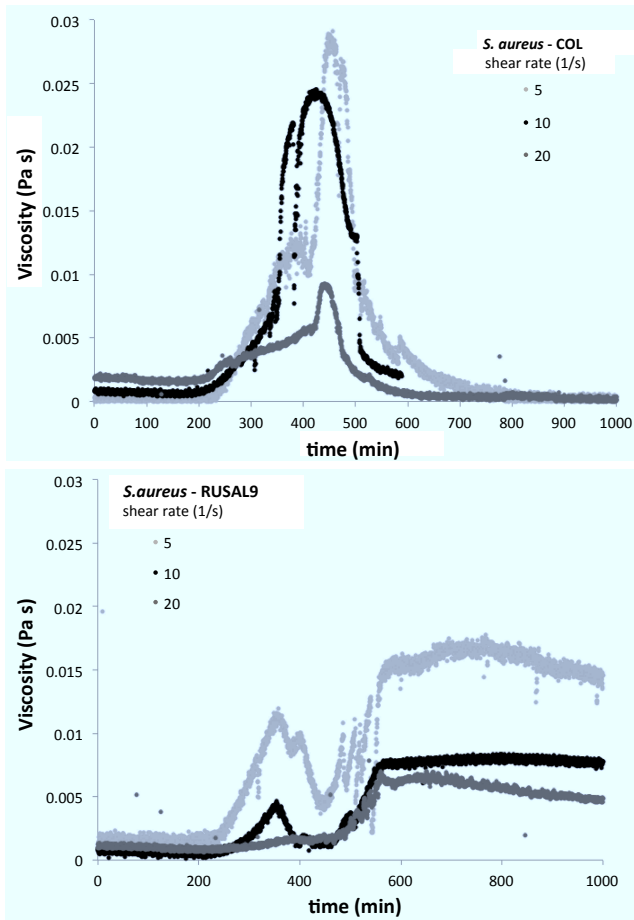 0.03
S. aureus - COL
shear rate (1/s)
0.025
5
10
0.02
20
Viscosity (Pa s)
0.015
0.01
0.005
0
0 100 200 300 400 500 600 700 800 900 1000
time (min)
0.03
S.aureus - RUSAL9
shear rate (1/s)
0.025
5
10
0.02
20
Viscosity (Pa s)
0.015
0.01
0.005
0
0 200 400 600 800 1000
time (min)